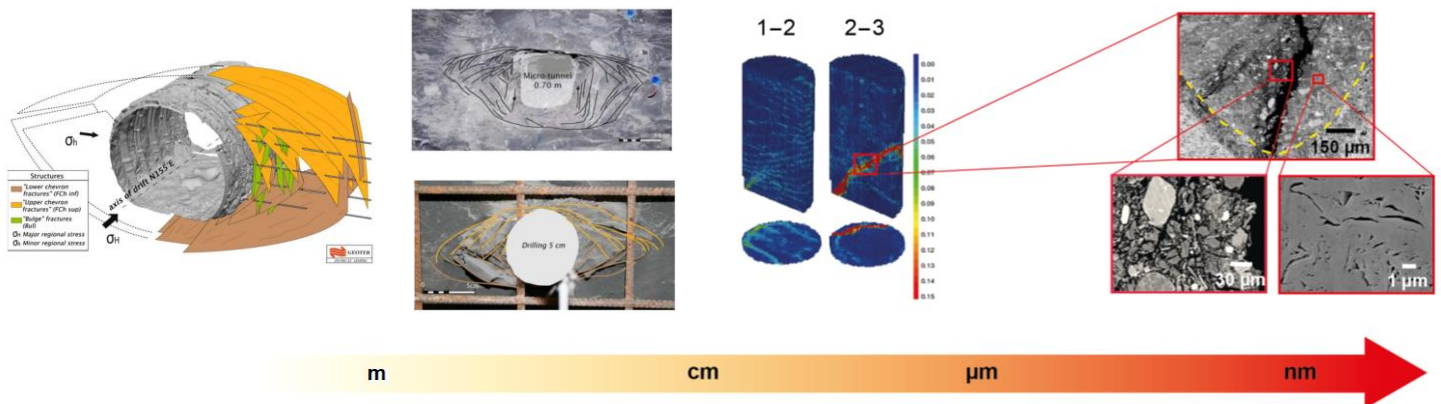 σh
axis of drift N155°E
σH
Structures
"Lower chevron
fractures" (FCh inf)
"Upper chevron
fractures" (FCh sup)
"Bulge" fractures
(Bul)
σH Major regional stress
σh Minor regional stress
GEOTER
Micro-tunnel
0.70 m
Drilling 5 cm
0
5cm
1–2
2–3
0.00
0.01
0.02
0.03
0.04
0.05
0.06
0.07
0.08
0.09
0.10
0.11
0.12
0.13
0.14
0.15
150 µm
30 µm
1 µm
m
cm
µm
nm